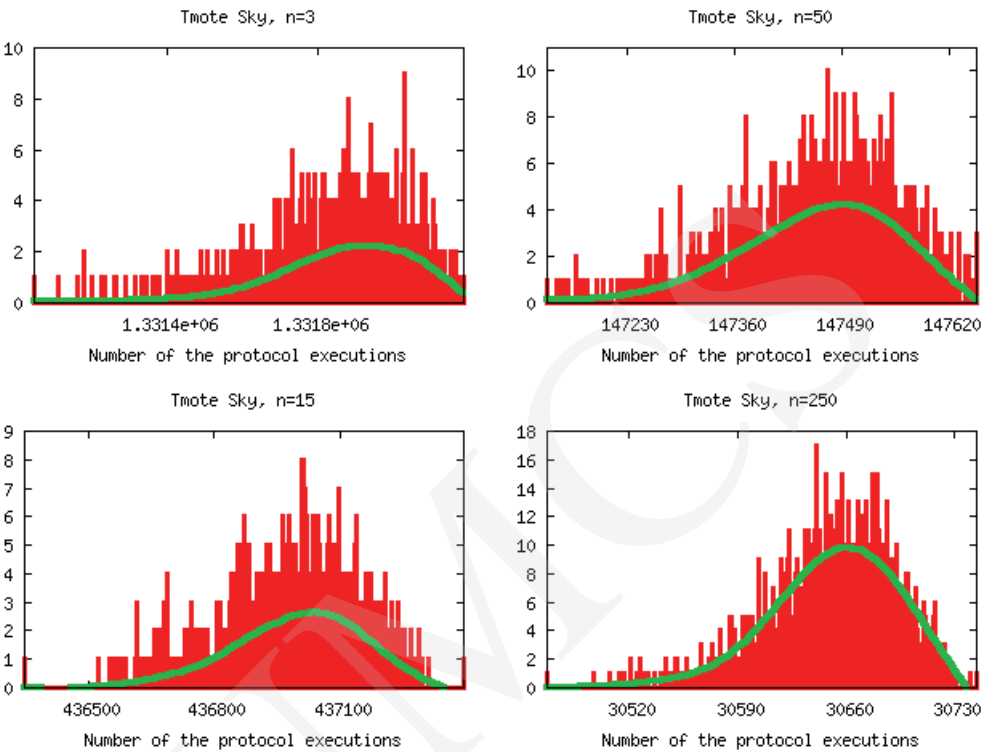 Tmote Sky, n=3
10
8
6
4
2
0
1.3314e+06 1.3318e+06
Number of the protocol executions
Tmote Sky, n=50
10
8
6
4
2
0
147230 147360 147490 147620
Number of the protocol executions
Tmote Sky, n=15
9
8
7
6
5
4
3
2
1
0
436500 436800 437100
Number of the protocol executions
Tmote Sky, n=250
18
16
14
12
10
8
6
4
2
0
30520 30590 30660 30730
Number of the protocol executions
UMCS